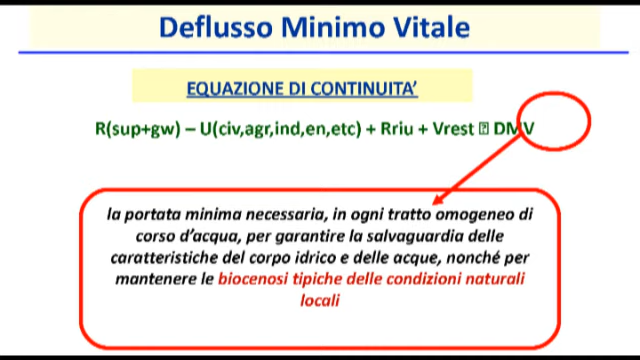 Deflusso Minimo Vitale
EQUAZIONE DI CONTINUITA’
R(sup+gw) – U(civ,agr,ind,en,etc) + Rriu + Vrest ⍰ DMV
la portata minima necessaria, in ogni tratto omogeneo di
corso d’acqua, per garantire la salvaguardia delle
caratteristiche del corpo idrico e delle acque, nonché per
mantenere le biocenosi tipiche delle condizioni naturali
locali